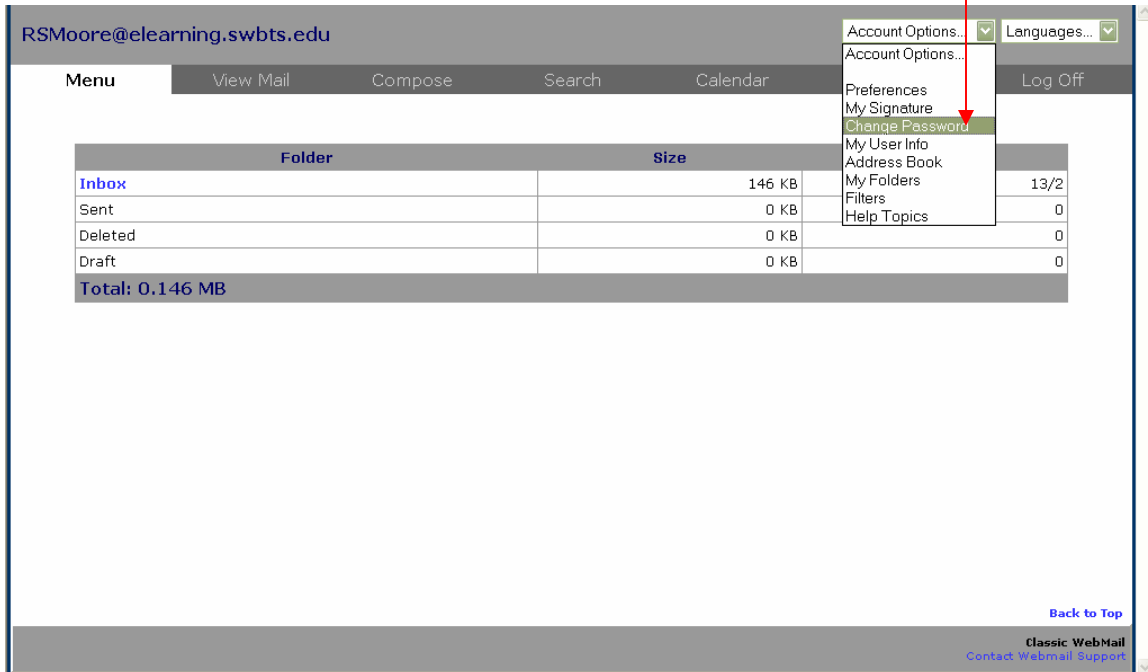 RSMoore@elearning.swbts.edu
Account Options... Languages...
Account Options...
Preferences
My Signature
Change Password
My User Info
Address Book
My Folders
Filters
Help Topics
Menu View Mail Compose Search Calendar Log Off
Folder Size
Inbox 146 KB 13/2
Sent 0 KB 0
Deleted 0 KB 0
Draft 0 KB 0
Total: 0.146 MB
Back to Top
Classic WebMail
Contact Webmail Support